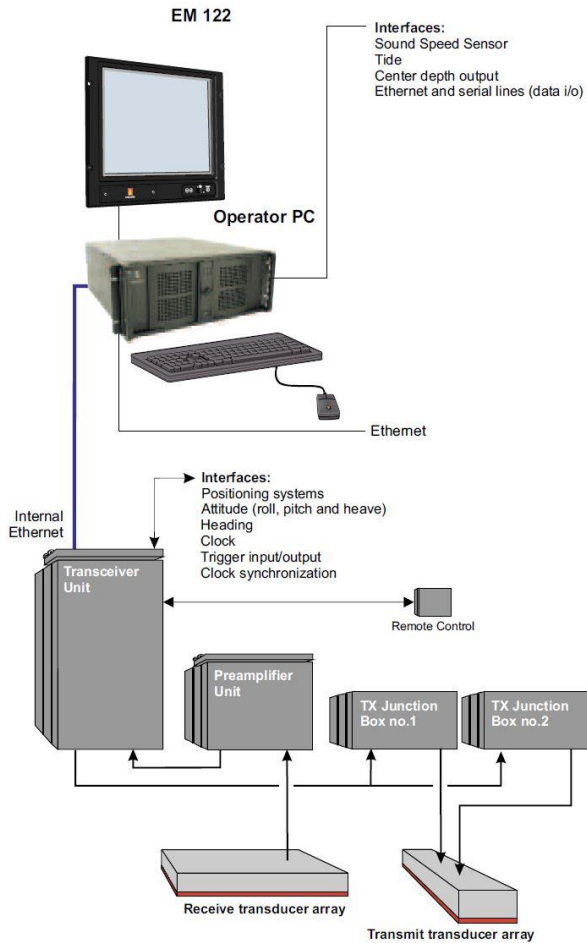 EM 122
Interfaces:
Sound Speed Sensor
Tide
Center depth output
Ethernet and serial lines (data i/o)
Operator PC
Ethernet
Internal
Ethernet
Interfaces:
Positioning systems
Attitude (roll, pitch and heave)
Heading
Clock
Trigger input/output
Clock synchronization
Transceiver
Unit
Remote Control
Preamplifier
Unit
TX Junction
Box no.1
TX Junction
Box no.2
Receive transducer array
Transmit transducer array